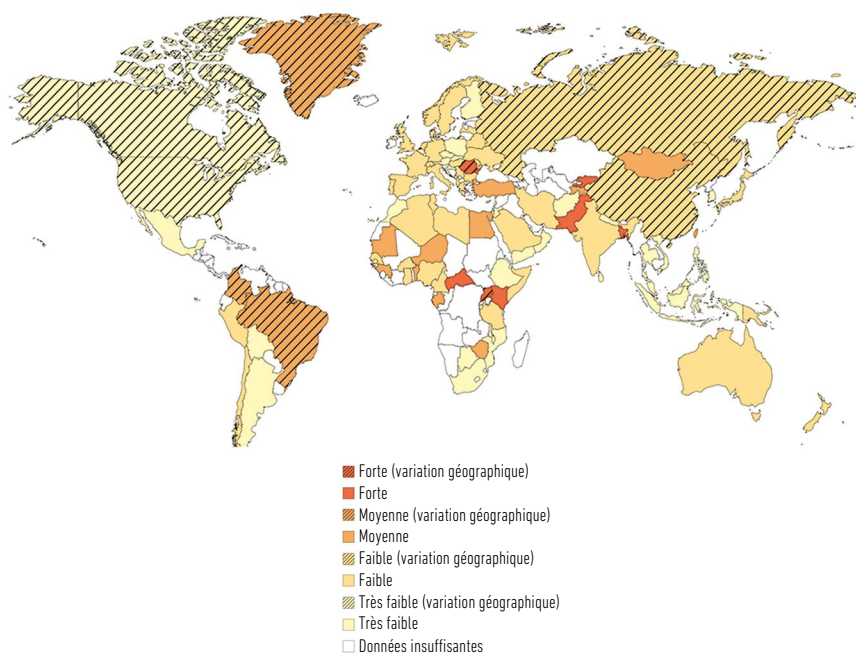 Forte (variation géographique)
Forte
Moyenne (variation géographique)
Moyenne
Faible (variation géographique)
Faible
Très faible (variation géographique)
Très faible
Données insuffisantes